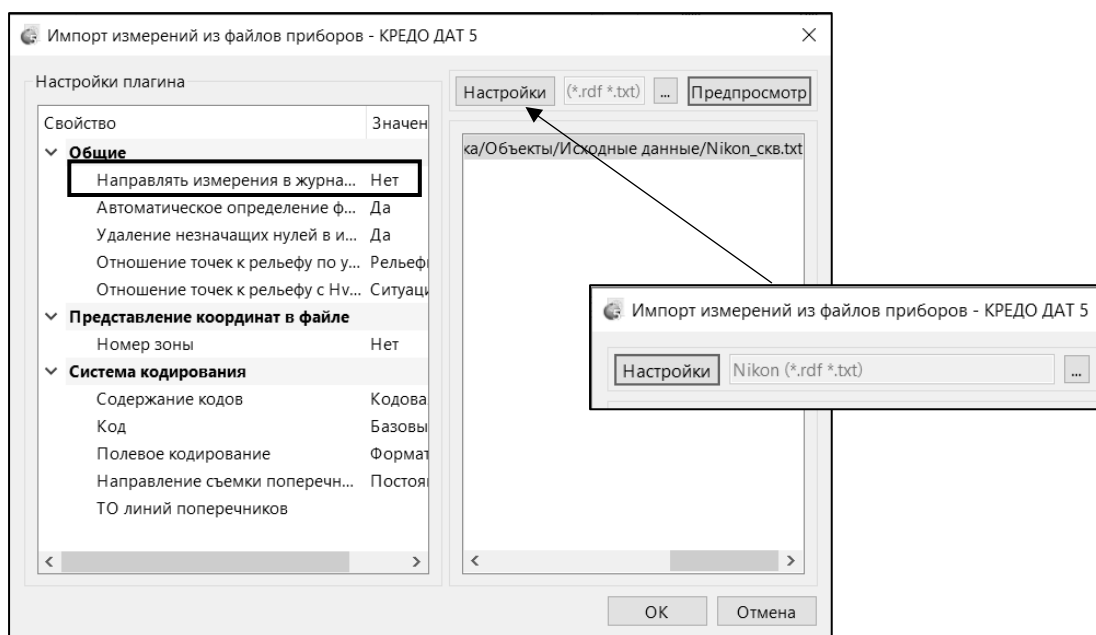 Импорт измерений из файлов приборов - КРЕДО ДАТ 5
Настройки плагина
Свойство Значен
Общие
Направлять измерения в журна... Нет
Автоматическое определение ф... Да
Удаление незначащих нулей в и... Да
Отношение точек к рельефу по у... Рельеф
Отношение точек к рельефу с Hv... Ситуац
Представление координат в файле
Номер зоны Нет
Система кодирования
Содержание кодов Кодова
Код Базовы
Полевое кодирование Формат
Направление съемки поперечн... Постоя
ТО линий поперечников
Настройки (*.rdf *.txt) ... Предпросмотр
ка/Объекты/Исходные данные/Nikon_скв.txt
Импорт измерений из файлов приборов - КРЕДО ДАТ 5
Настройки Nikon (*.rdf *.txt) ...
ОК Отмена